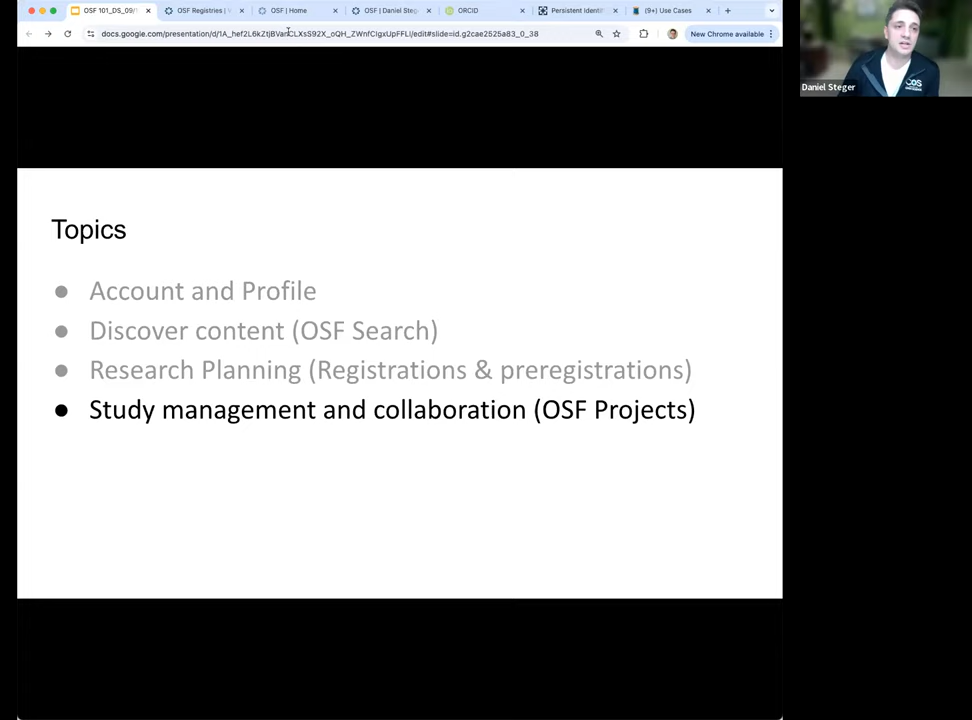 OSF 101_DS_09/
OSF Registries |
OSF | Home
OSF | Daniel Steg
ORCID
Persistent Identifi
(9+) Use Cases
New Chrome available
Daniel Steger
COS
Topics
● Account and Profile
● Discover content (OSF Search)
● Research Planning (Registrations & preregistrations)
● Study management and collaboration (OSF Projects)